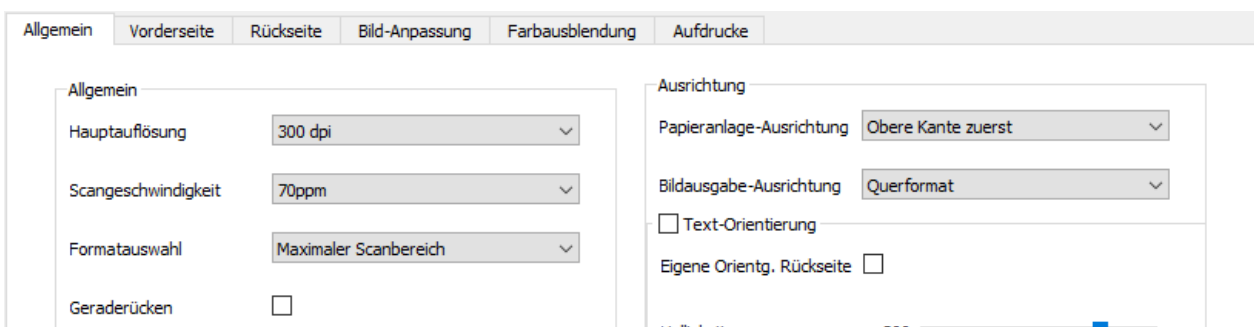 Allgemein Vorderseite Rückseite Bild-Anpassung Farbausblendung Aufdrucke
Allgemein
Hauptauflösung 300 dpi
Scangeschwindigkeit 70ppm
Formatauswahl Maximaler Scanbereich
Geraderücken
Ausrichtung
Papieranlage-Ausrichtung Obere Kante zuerst
Bildausgabe-Ausrichtung Querformat
Text-Orientierung
Eigene Orientg. Rückseite